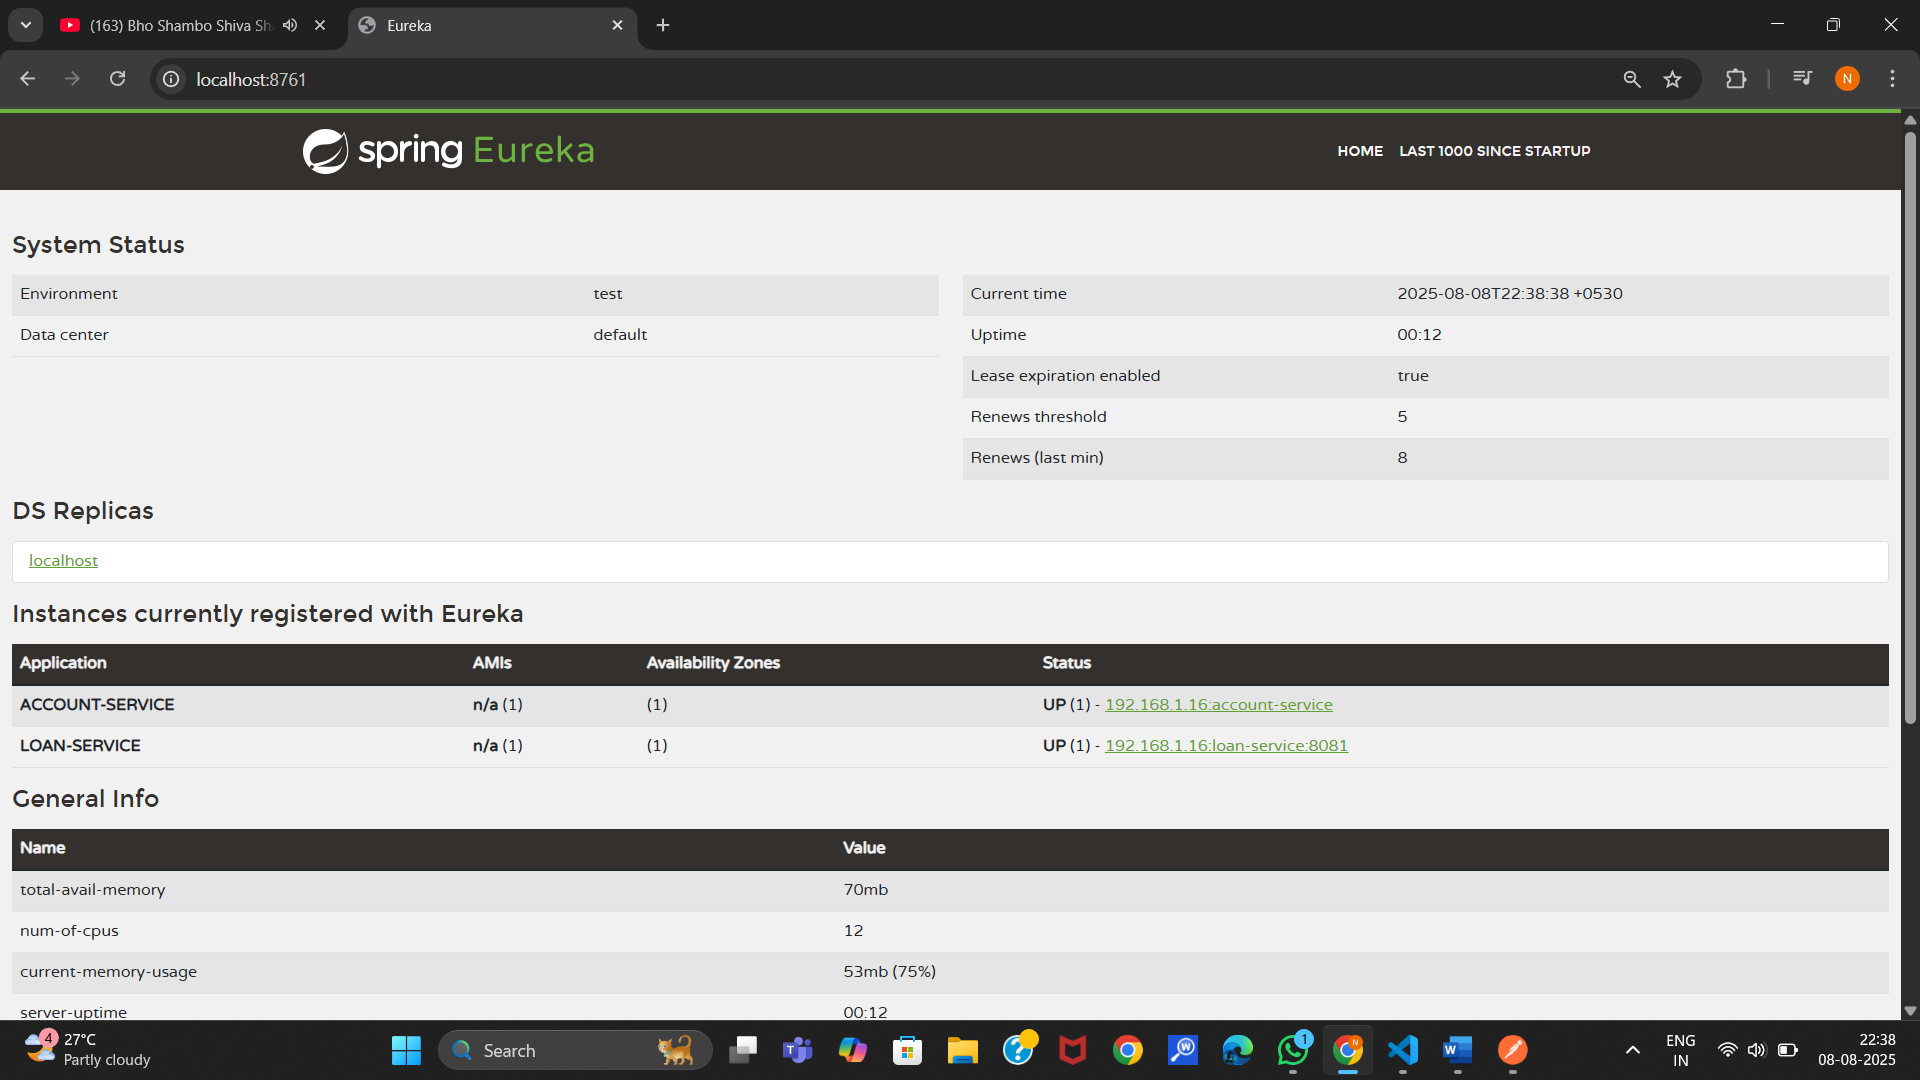 (163) Bho Shambo Shiva Sh
Eureka
localhost:8761
N
spring Eureka
HOME LAST 1000 SINCE STARTUP
System Status
Environment test
Data center default
Current time 2025-08-08T22:38:38 +0530
Uptime 00:12
Lease expiration enabled true
Renews threshold 5
Renews (last min) 8
DS Replicas
localhost
Instances currently registered with Eureka
Application AMIs Availability Zones Status
ACCOUNT-SERVICE n/a (1) (1) UP (1) - 192.168.1.16:account-service
LOAN-SERVICE n/a (1) (1) UP (1) - 192.168.1.16:loan-service:8081
General Info
Name Value
total-avail-memory 70mb
num-of-cpus 12
current-memory-usage 53mb (75%)
server-uptime 00:12
4
27°C
Partly cloudy
Search
1
ENG
IN
22:38
08-08-2025